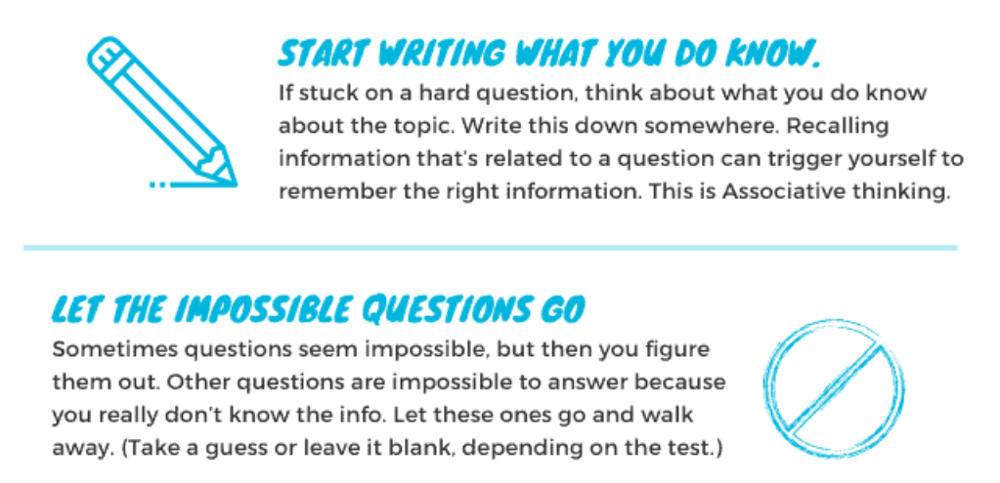 START WRITING WHAT YOU DO KNOW.
If stuck on a hard question, think about what you do know
about the topic. Write this down somewhere. Recalling
information that's related to a question can trigger yourself to
remember the right information. This is Associative thinking.
LET THE IMPOSSIBLE QUESTIONS GO
Sometimes questions seem impossible, but then you figure
them out. Other questions are impossible to answer because
you really don't know the info. Let these ones go and walk
away. (Take a guess or leave it blank, depending on the test.)